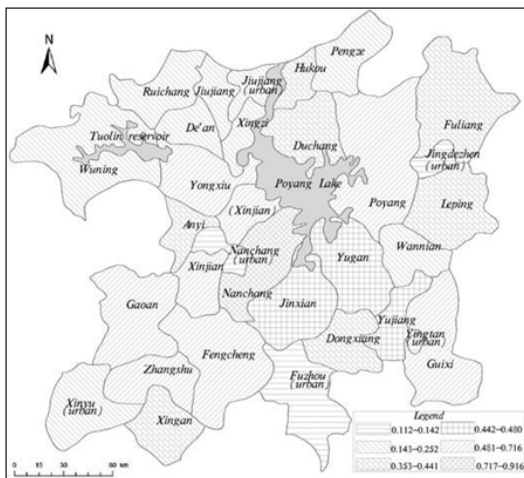 N
Pengze
Hukou
Jiujiang
(urban)
Ruichang
Jiujiang
Fuliang
Xingzi
De'an
Tuolin reservoir
Duchang
Jingdezhen
(urban)
Wuning
Yongxiu
Poyang Lake
Poyang
Leping
(Xinjian)
Anyi
Nanchang
(urban)
Wannian
Xinjian
Yugan
Nanchang
Jinxian
Gaoan
Yujiang
Yingtan
(urban)
Dongxiang
Fengcheng
Guixi
Zhangshu
Fuzhou
(urban)
Xinyu
(urban)
Xingan
Legend
0.112–0.142
0.442–0.480
0.143–0.252
0.481–0.716
0.353–0.441
0.717–0.916
0 15 30 60 km